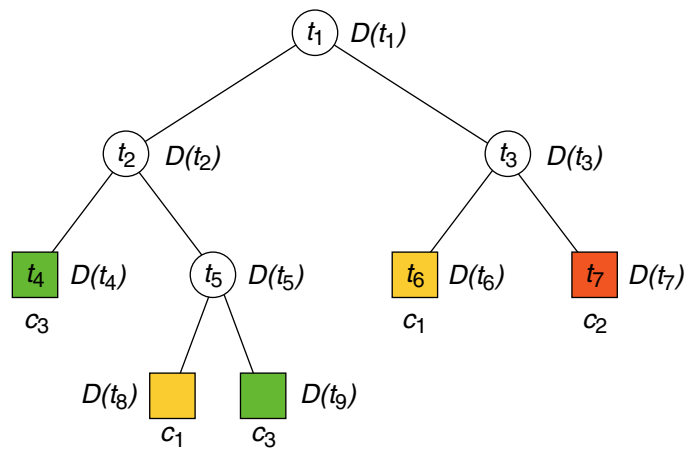 t1 D(t1)
t2 D(t2) t3 D(t3)
t4 D(t4) t5 D(t5) t6 D(t6) t7 D(t7)
c3 c1 c2
D(t8) D(t9)
c1 c3